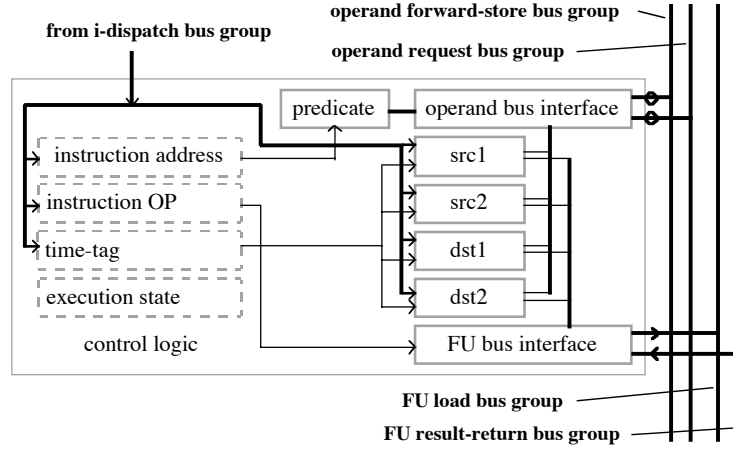 operand forward-store bus group
from i-dispatch bus group
operand request bus group
predicate
operand bus interface
instruction address
src1
instruction OP
src2
time-tag
dst1
execution state
dst2
control logic
FU bus interface
FU load bus group
FU result-return bus group